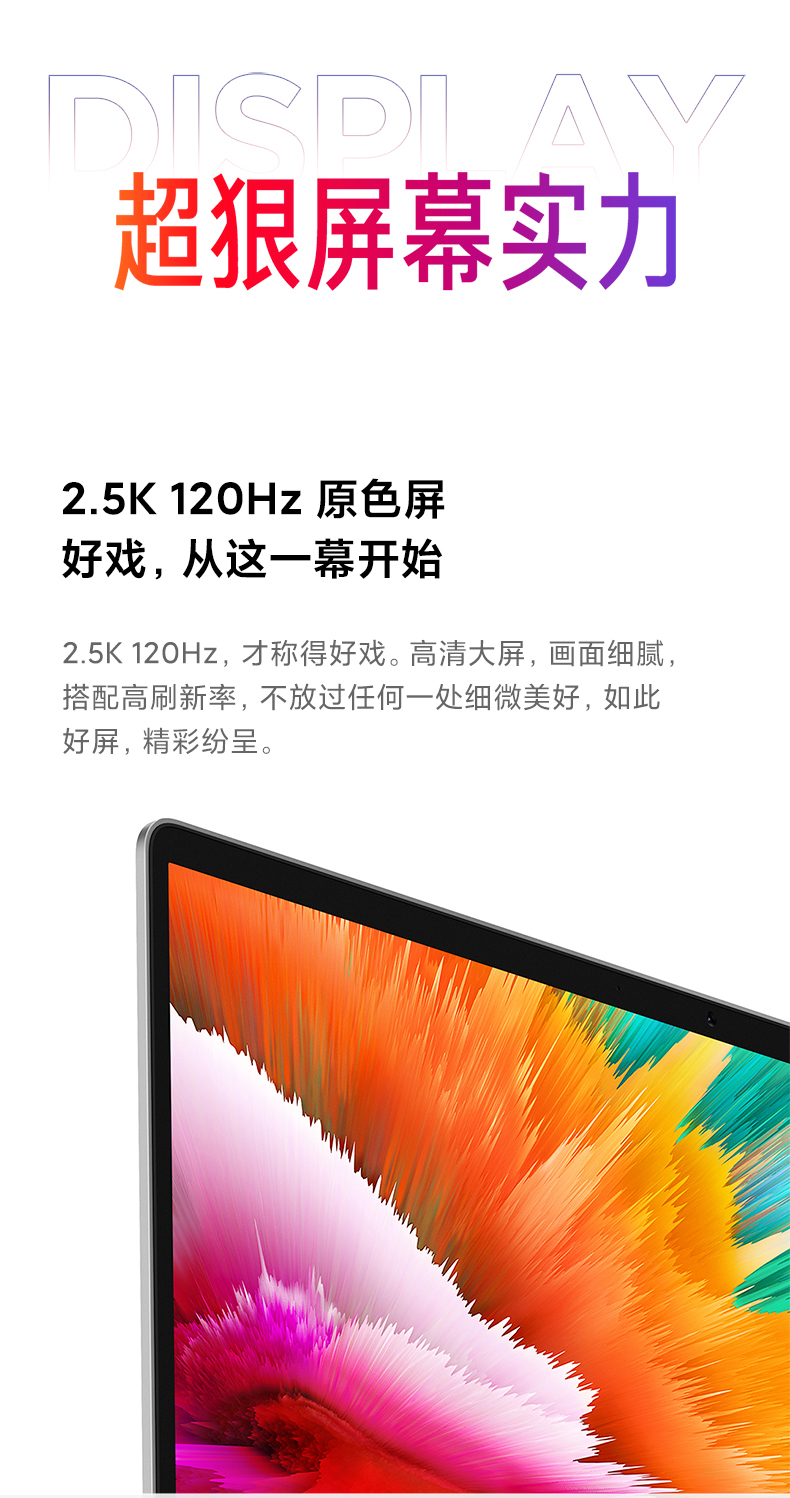 DISPLAY
超狠屏幕实力
2.5K 120Hz 原色屏
好戏，从这一幕开始
2.5K 120Hz，才称得好戏。高清大屏，画面细腻，
搭配高刷新率，不放过任何一处细微美好，如此
好屏，精彩纷呈。